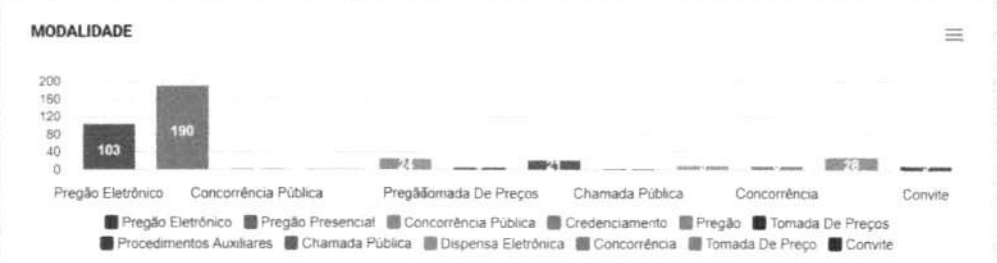 MODALIDADE
200
160
120
80
40
0
103
190
24
21
28
Pregão Eletrônico Concorrência Pública Pregão Tomada De Preços Chamada Pública Concorrência Convite
Pregão Eletrônico Pregão Presencial Concorrência Pública Credenciamento Pregão Tomada De Preços
Procedimentos Auxiliares Chamada Pública Dispensa Eletrônica Concorrência Tomada De Preço Convite